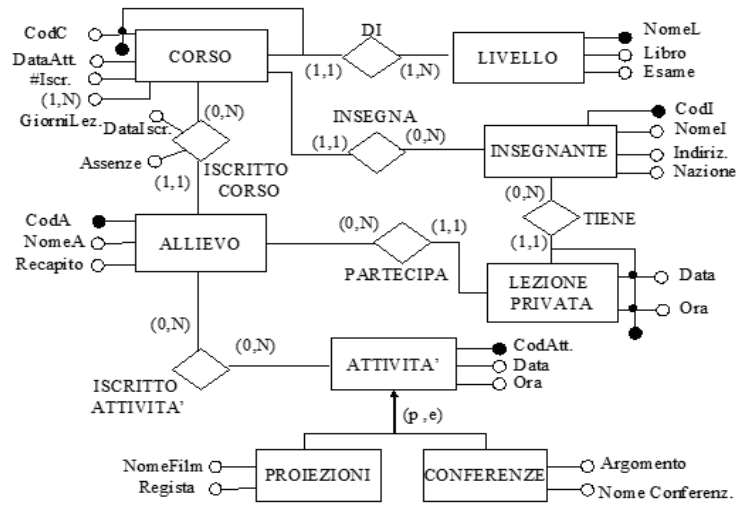 CodC
DataAtt.
#Iscr.
(1,N)
GiorniLez.
CORSO
DI
(1,1)
(1,N)
LIVELLO
NomeL
Libro
Esame
(0,N)
DataIscr.
Assenze
(1,1)
ISCRITTO
CORSO
INSEGNA
(1,1)
(0,N)
INSEGNANTE
CodI
NomeI
Indiriz.
Nazione
(0,N)
TIENE
(1,1)
CodA
NomeA
Recapito
ALLIEVO
(0,N)
(1,1)
PARTECIPA
LEZIONE
PRIVATA
Data
Ora
(0,N)
(0,N)
ISCRITTO
ATTIVITA’
ATTIVITA’
CodAtt.
Data
Ora
(p ,e)
NomeFilm
Regista
PROIEZIONI
CONFERENZE
Argomento
Nome Conferenz.